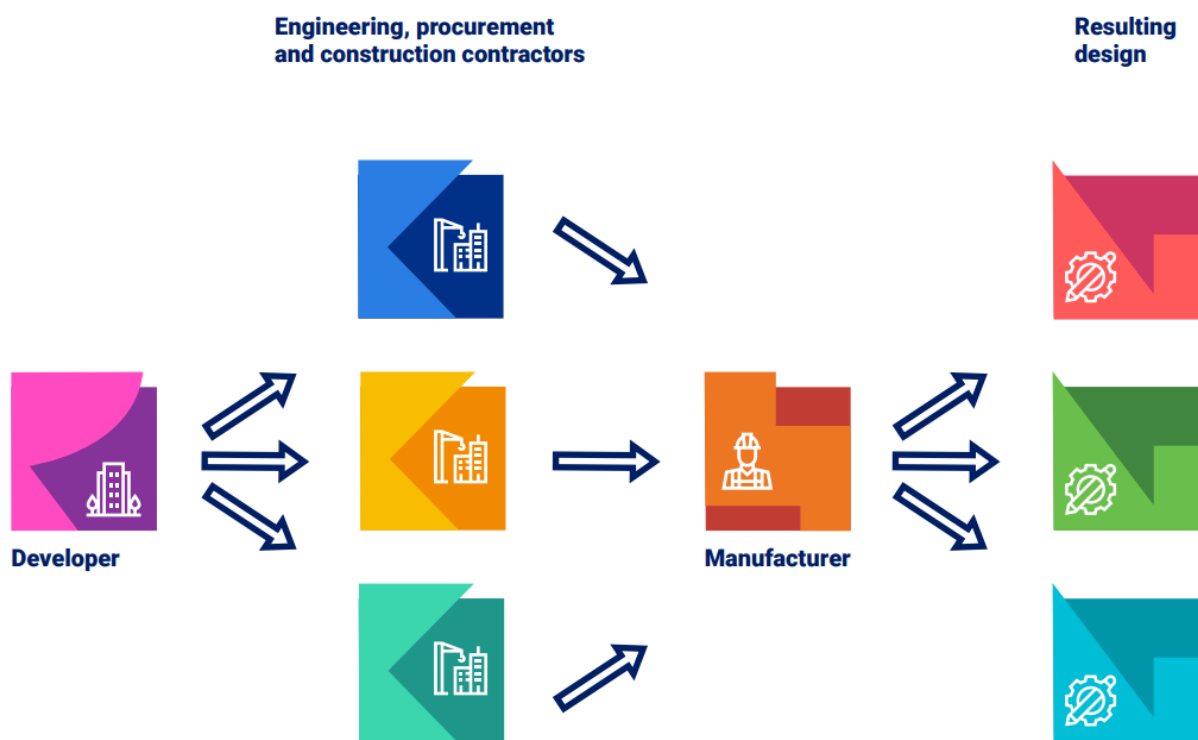 Engineering, procurement
and construction contractors
Resulting
design
Developer
Manufacturer